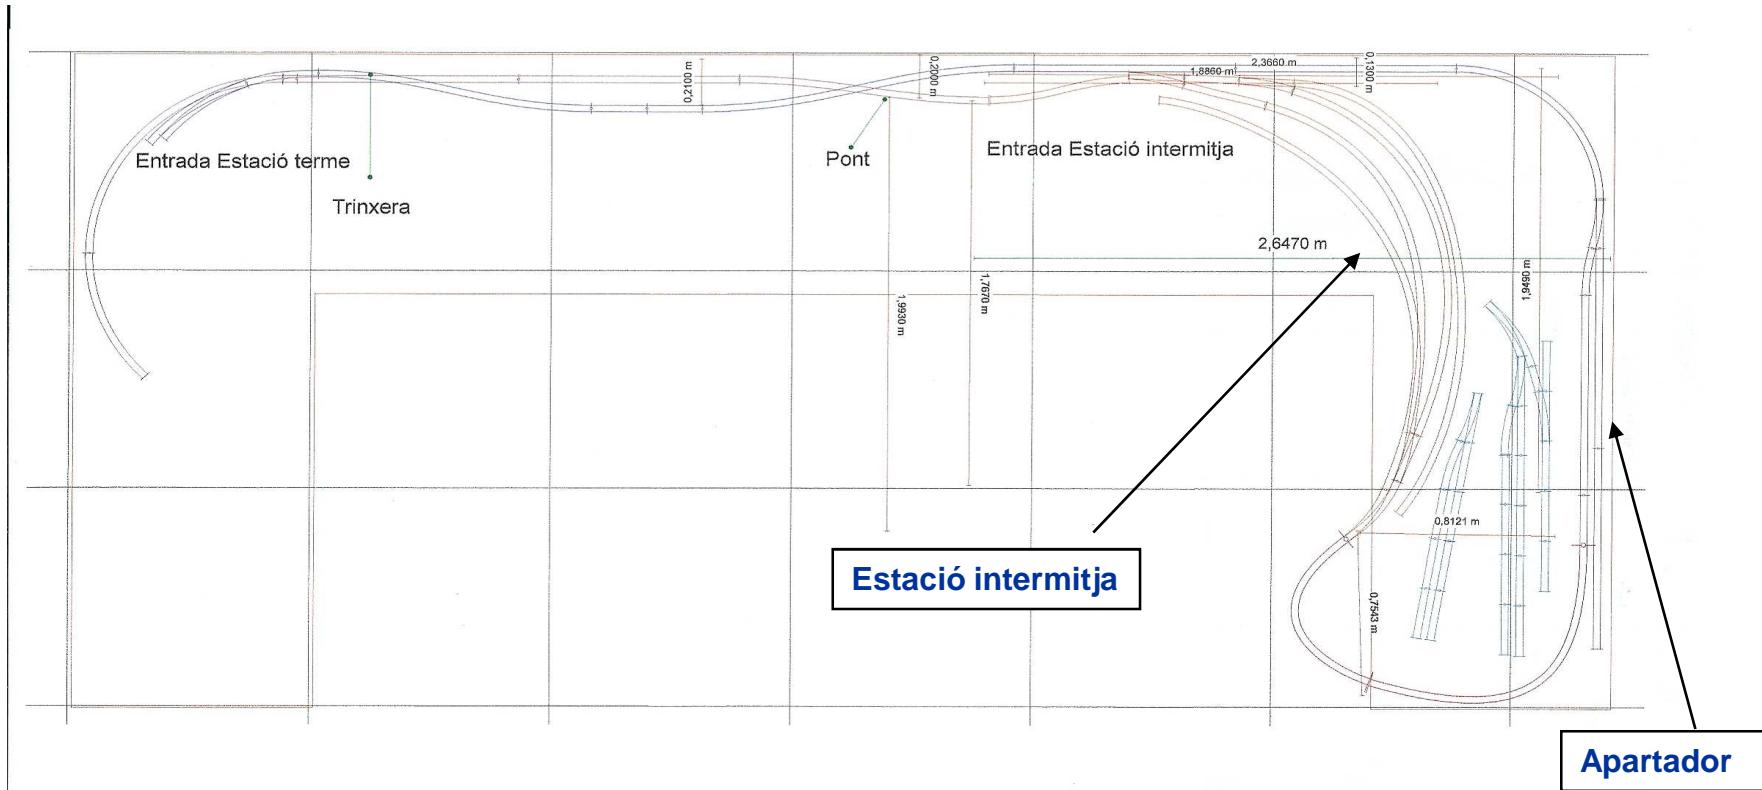 0,2100 m
0,2000 m
1,8860 m
2,3660 m
0,1300 m
Entrada Estació terme
Pont
Entrada Estació intermitja
Trinxera
2,6470 m
1,9930 m
1,7670 m
1,9490 m
0,8121 m
Estació intermitja
0,7543 m
Apartador